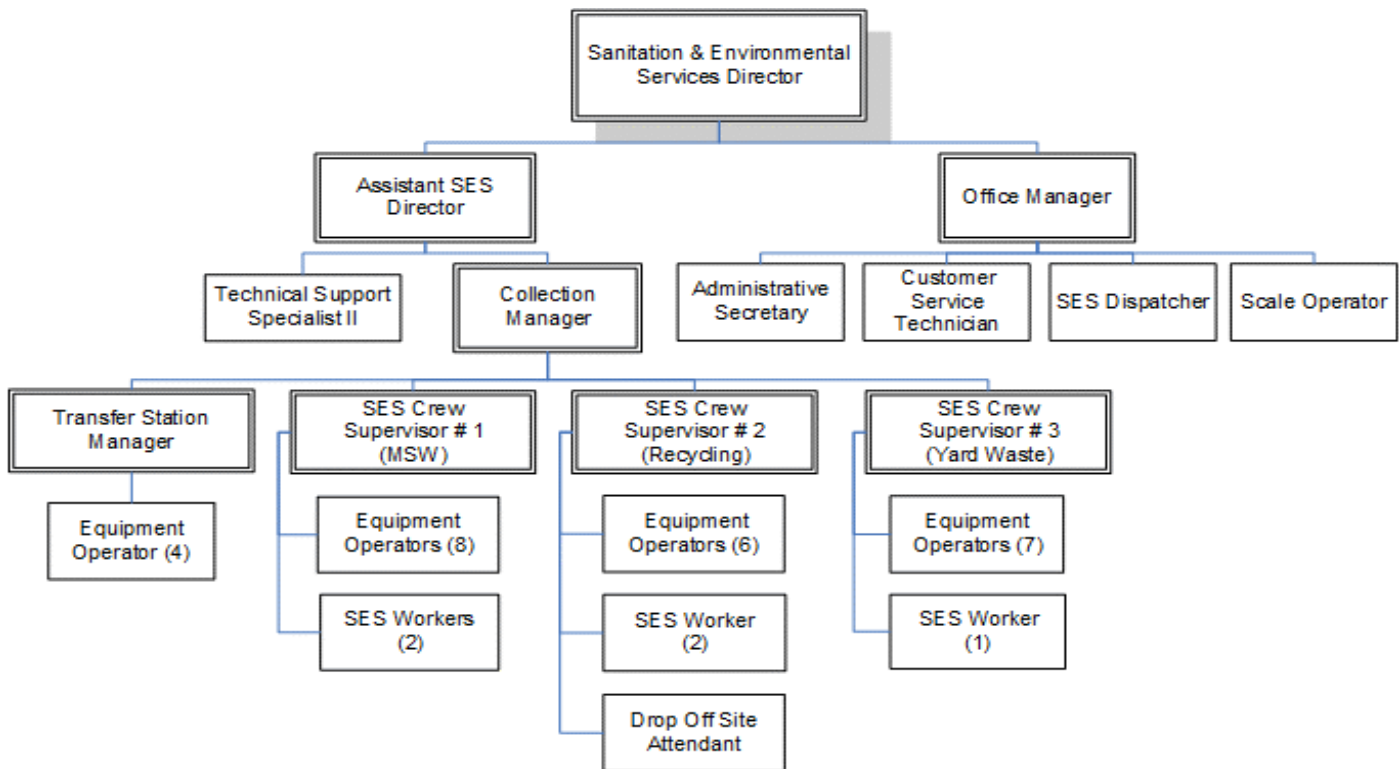 Sanitation & Environmental
Services Director
Assistant SES
Director
Office Manager
Technical Support
Specialist II
Collection
Manager
Administrative
Secretary
Customer
Service
Technician
SES Dispatcher
Scale Operator
Transfer Station
Manager
SES Crew
Supervisor # 1
(MSW)
SES Crew
Supervisor # 2
(Recycling)
SES Crew
Supervisor # 3
(Yard Waste)
Equipment
Operator (4)
Equipment
Operators (8)
Equipment
Operators (6)
Equipment
Operators (7)
SES Workers
(2)
SES Worker
(2)
SES Worker
(1)
Drop Off Site
Attendant